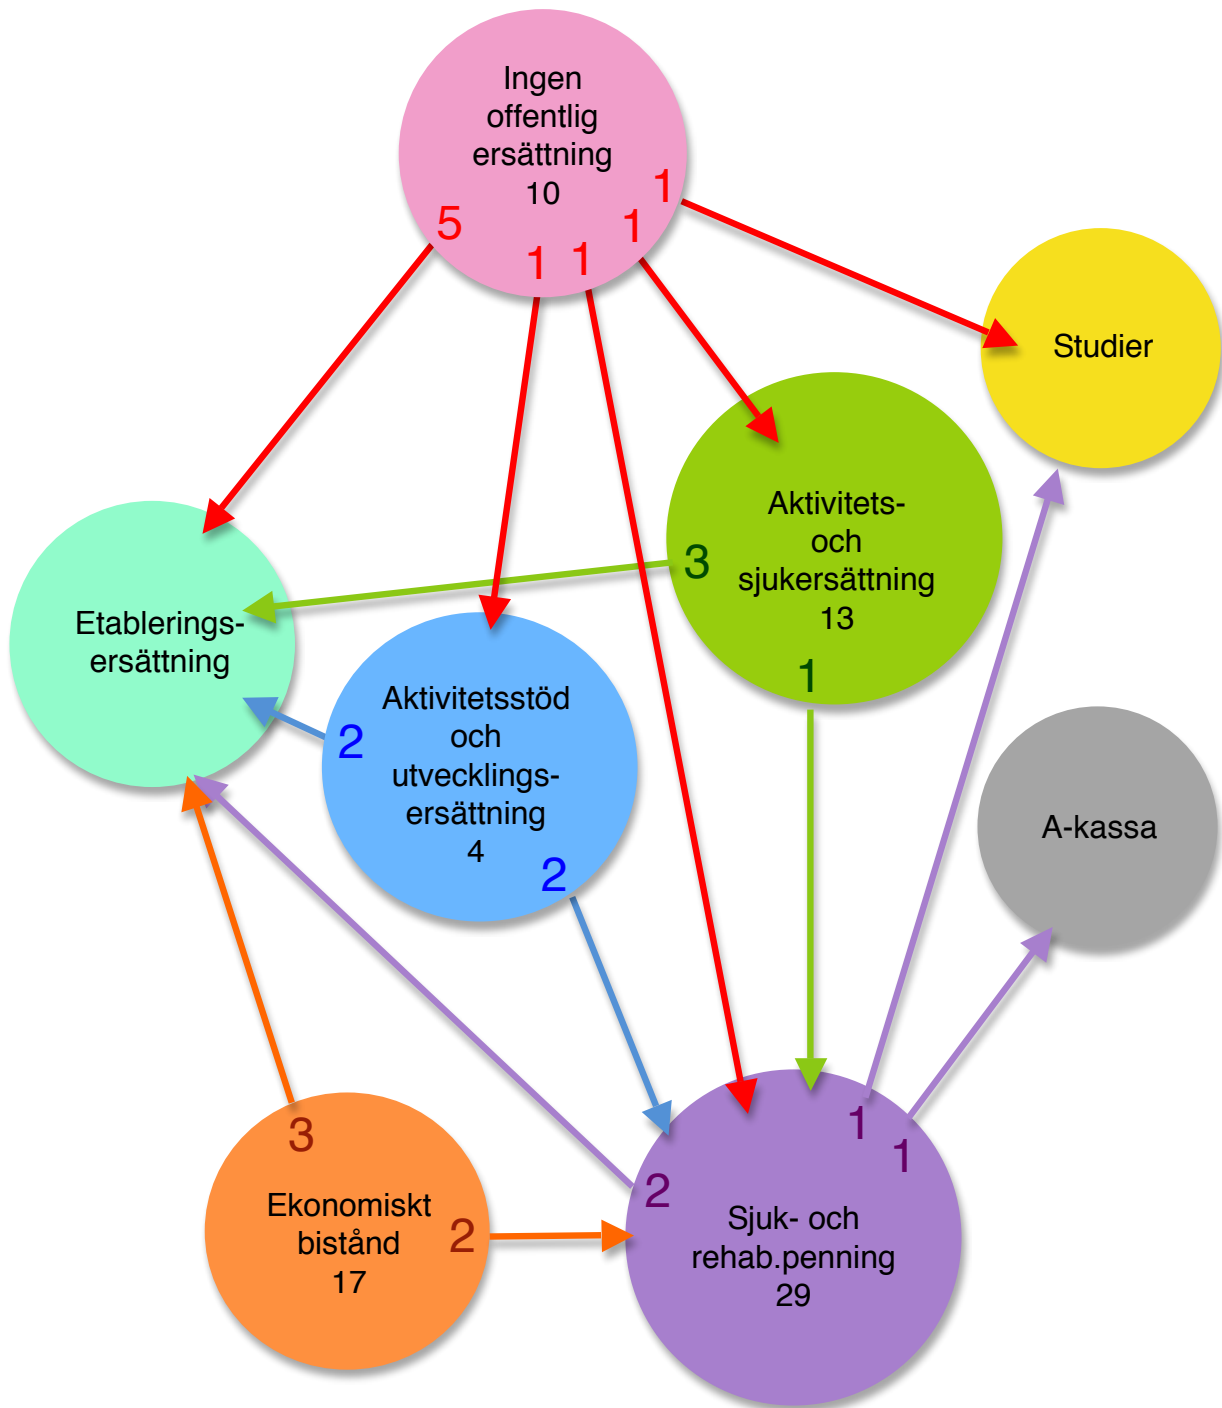 Ingen
offentlig
ersättning
10
5
1
1
1
1
Studier
Aktivitets-
och
sjukersättning
13
3
1
Etablerings-
ersättning
Aktivitetsstöd
och
utvecklings-
ersättning
4
2
2
A-kassa
Ekonomiskt
bistånd
17
3
2
Sjuk- och
rehab.penning
29
2
1
1